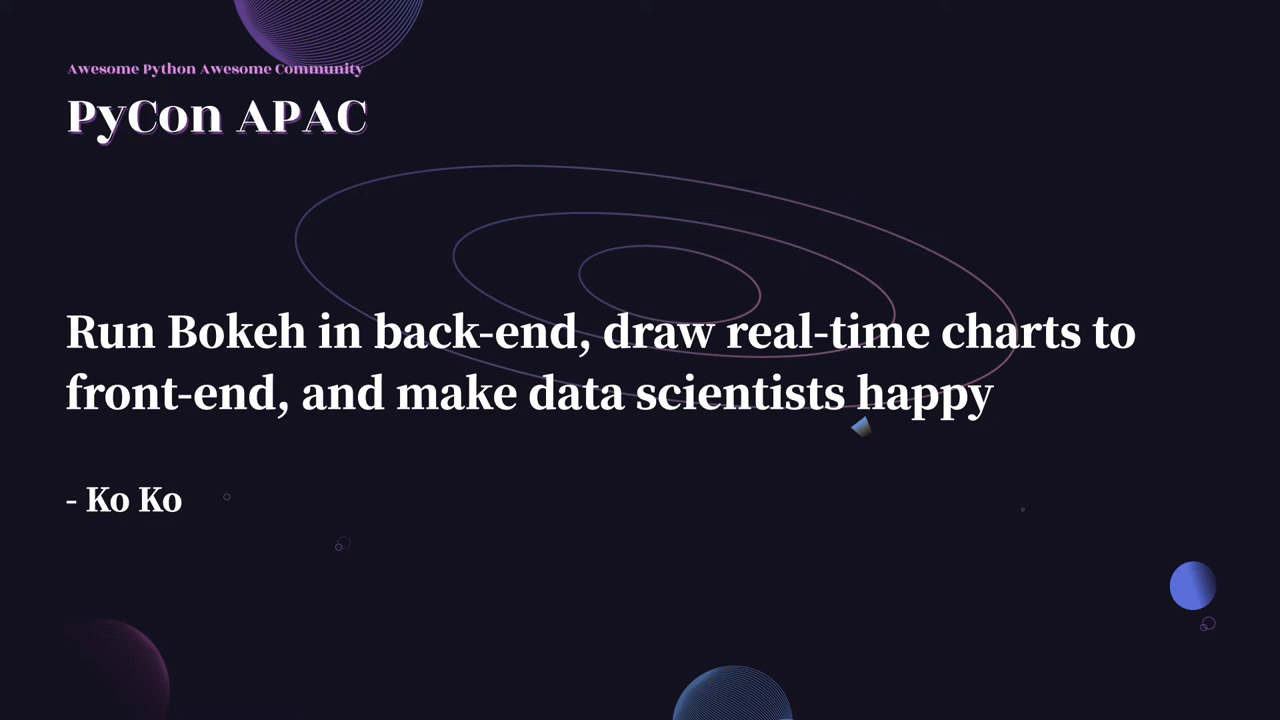 Awesome Python Awesome Community
PyCon APAC
Run Bokeh in back-end, draw real-time charts to
front-end, and make data scientists happy
- Ko Ko